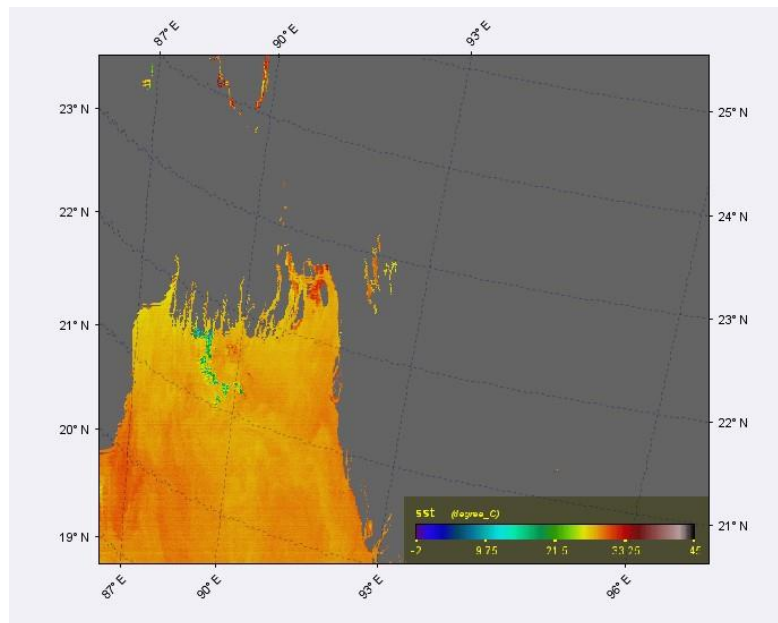 87° E 90° E 93° E
23° N 25° N
22° N 24° N
21° N 23° N
20° N 22° N
19° N 21° N
sst (degree_C)
-2 9.75 21.5 33.25 45
87° E 90° E 93° E 96° E